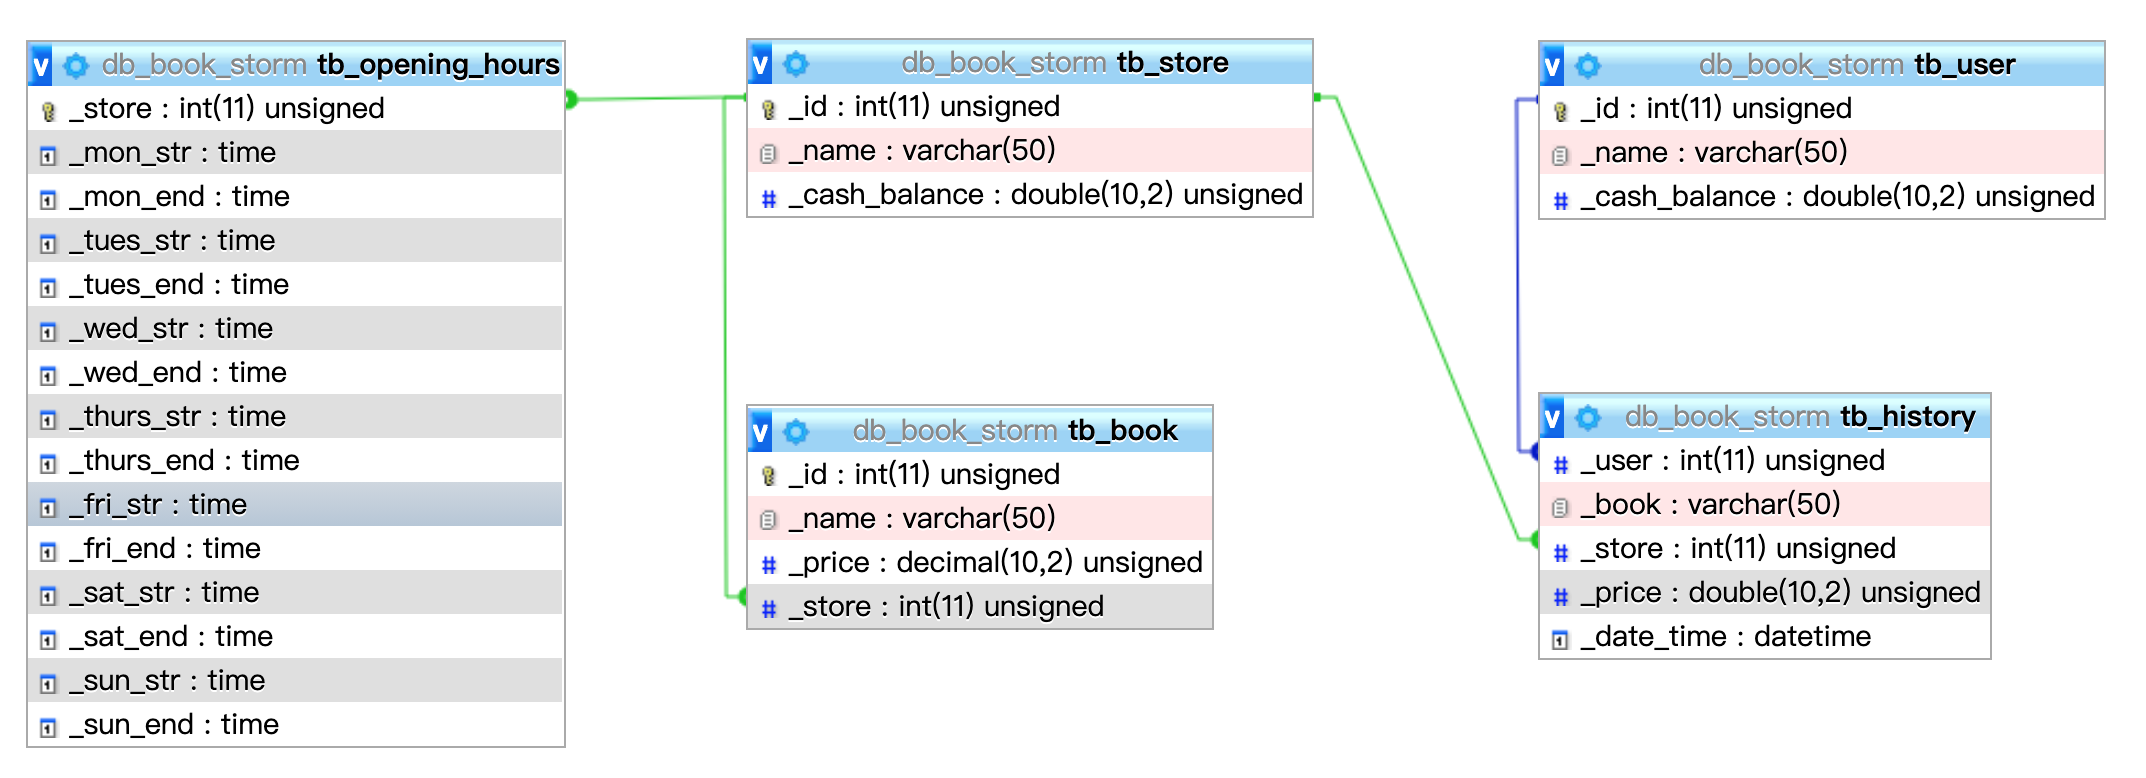 v db_book_storm tb_opening_hours
_store : int(11) unsigned
_mon_str : time
_mon_end : time
_tues_str : time
_tues_end : time
_wed_str : time
_wed_end : time
_thurs_str : time
_thurs_end : time
_fri_str : time
_fri_end : time
_sat_str : time
_sat_end : time
_sun_str : time
_sun_end : time
v db_book_storm tb_store
_id : int(11) unsigned
_name : varchar(50)
# _cash_balance : double(10,2) unsigned
v db_book_storm tb_book
_id : int(11) unsigned
_name : varchar(50)
# _price : decimal(10,2) unsigned
# _store : int(11) unsigned
v db_book_storm tb_user
_id : int(11) unsigned
_name : varchar(50)
# _cash_balance : double(10,2) unsigned
v db_book_storm tb_history
# _user : int(11) unsigned
_book : varchar(50)
# _store : int(11) unsigned
# _price : double(10,2) unsigned
_date_time : datetime